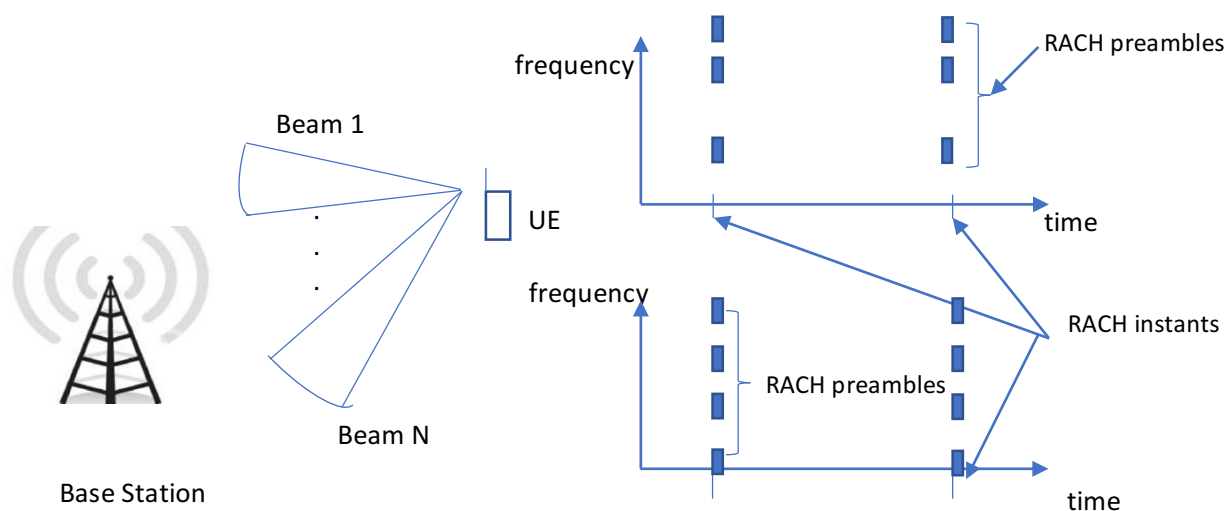 RACH preambles
frequency
Beam 1
UE
time
frequency
RACH instants
RACH preambles
Beam N
Base Station
time